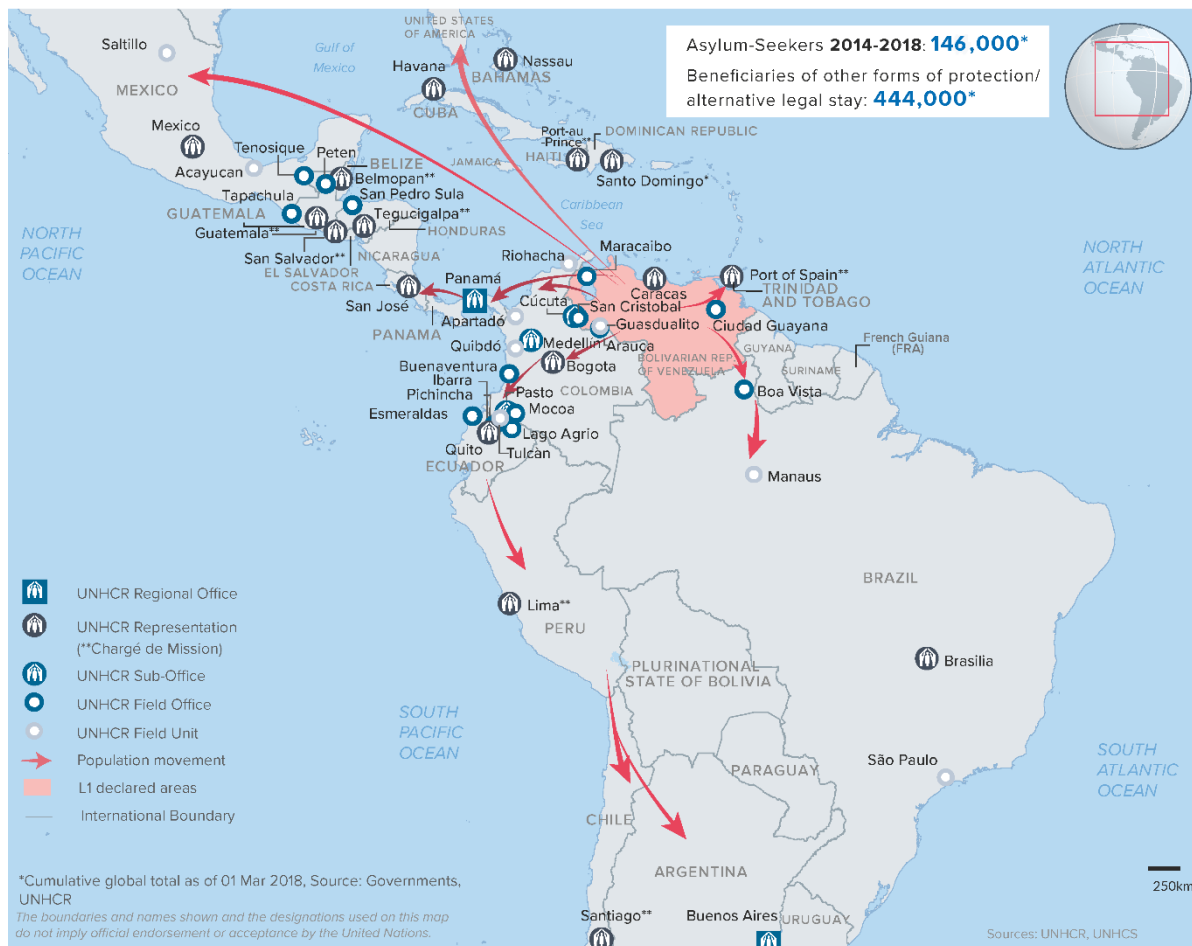 UNITED STATES
OF AMERICA
Asylum-Seekers 2014-2018: 146,000*
Beneficiaries of other forms of protection/
alternative legal stay: 444,000*
Saltillo
Gulf of
Mexico
Havana
Nassau
BAHAMAS
MEXICO
CUBA
Mexico
Port-au
-Prince**
DOMINICAN REPUBLIC
Tenosique
Peten
BELIZE
JAMAICA
HAITI
Acayucan
Belmopan**
Santo Domingo*
Tapachula
San Pedro Sula
Caribbean
Sea
GUATEMALA
Tegucigalpa**
Guatemala**
HONDURAS
NORTH
PACIFIC
OCEAN
San Salvador**
NICARAGUA
EL SALVADOR
Riohacha
Maracaibo
NORTH
ATLANTIC
OCEAN
COSTA RICA
Panamá
Caracas
Port of Spain**
TRINIDAD
AND TOBAGO
San José
Cúcuta
San Cristobal
PANAMA
Apartadó
Guasdualito
Ciudad Guayana
Quibdó
Medellín
Arauca
French Guiana
(FRA)
GUYANA
Buenaventura
Bogota
BOLIVARIAN REP.
OF VENEZUELA
SURINAME
Ibarra
Pichincha
Pasto
COLOMBIA
Boa Vista
Esmeraldas
Mocoa
Lago Agrio
Quito
Tulcàn
ECUADOR
Manaus
BRAZIL
UNHCR Regional Office
Lima**
UNHCR Representation
(**Chargé de Mission)
PERU
Brasilia
UNHCR Sub-Office
PLURINATIONAL
STATE OF BOLIVIA
UNHCR Field Office
SOUTH
PACIFIC
OCEAN
UNHCR Field Unit
Population movement
São Paulo
SOUTH
ATLANTIC
OCEAN
PARAGUAY
L1 declared areas
International Boundary
CHILE
ARGENTINA
*Cumulative global total as of 01 Mar 2018, Source: Governments,
UNHCR
250km
The boundaries and names shown and the designations used on this map
do not imply official endorsement or acceptance by the United Nations.
Santiago**
Buenos Aires
URUGUAY
Sources: UNHCR, UNHCS